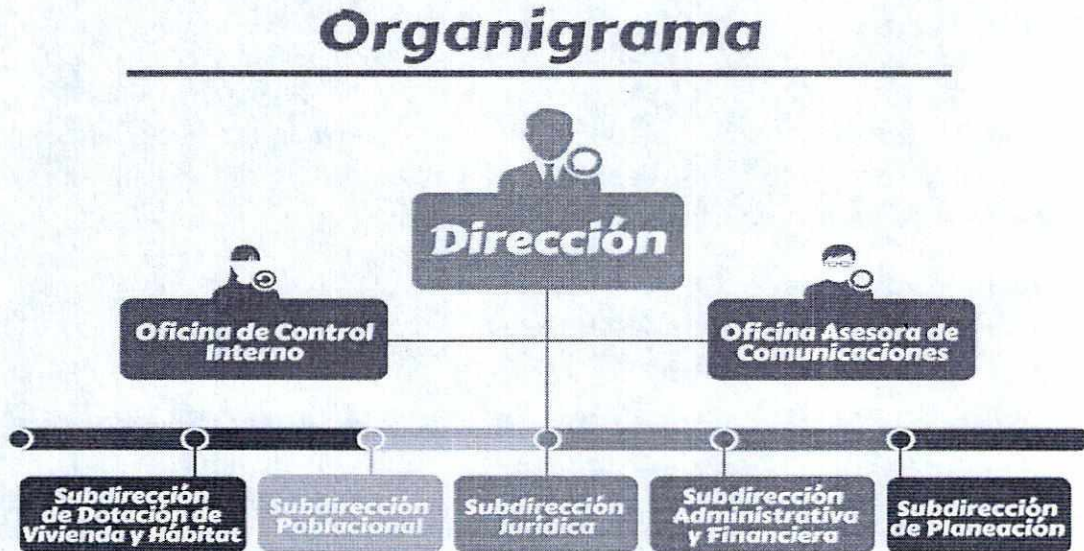 Organigrama
Dirección
Oficina de Control
Interno
Oficina Asesora de
Comunicaciones
Subdirección
de Dotación de
Vivienda y Hábitat
Subdirección
Poblacional
Subdirección
Juridica
Subdirección
Administrativa
y Financiera
Subdirección
de Planeación